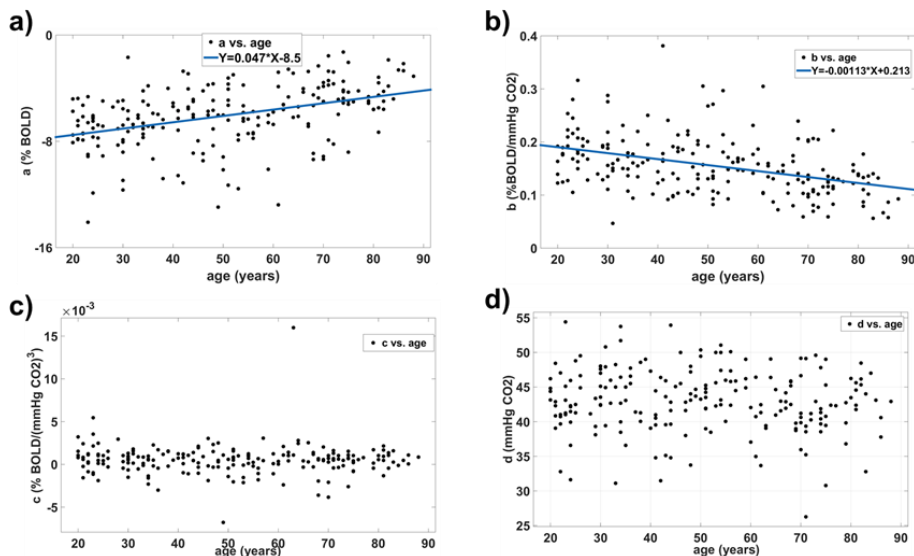 a)
0
a vs. age
Y=0.047*X-8.5
-8
-16
a (% BOLD)
20 30 40 50 60 70 80 90
age (years)
b)
0.4
b vs. age
Y=-0.00113*X+0.213
0.3
0.2
0.1
0
b (%BOLD/mmHg CO2)
20 30 40 50 60 70 80 90
age (years)
c)
×10⁻³
c vs. age
15
10
5
0
-5
c (% BOLD/(mmHg CO2)³)
20 30 40 50 60 70 80 90
age (years)
d)
55
d vs. age
50
45
40
35
30
25
d (mmHg CO2)
20 30 40 50 60 70 80 90
age (years)